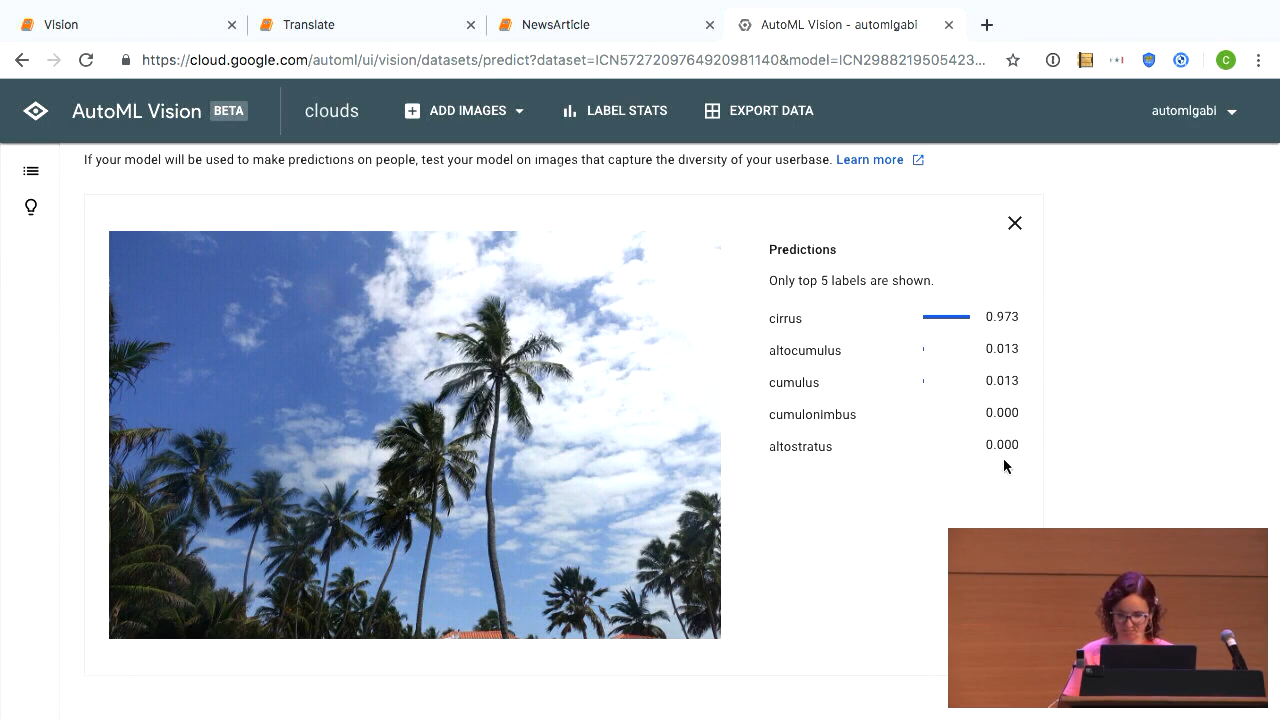 Vision
Translate
NewsArticle
AutoML Vision - automlgabi
https://cloud.google.com/automl/ui/vision/datasets/predict?dataset=ICN5727209764920981140&model=ICN2988219505423...
C
AutoML Vision BETA
clouds
ADD IMAGES
LABEL STATS
EXPORT DATA
automlgabi
If your model will be used to make predictions on people, test your model on images that capture the diversity of your userbase. Learn more
Predictions
Only top 5 labels are shown.
cirrus 0.973
altocumulus 0.013
cumulus 0.013
cumulonimbus 0.000
altostratus 0.000